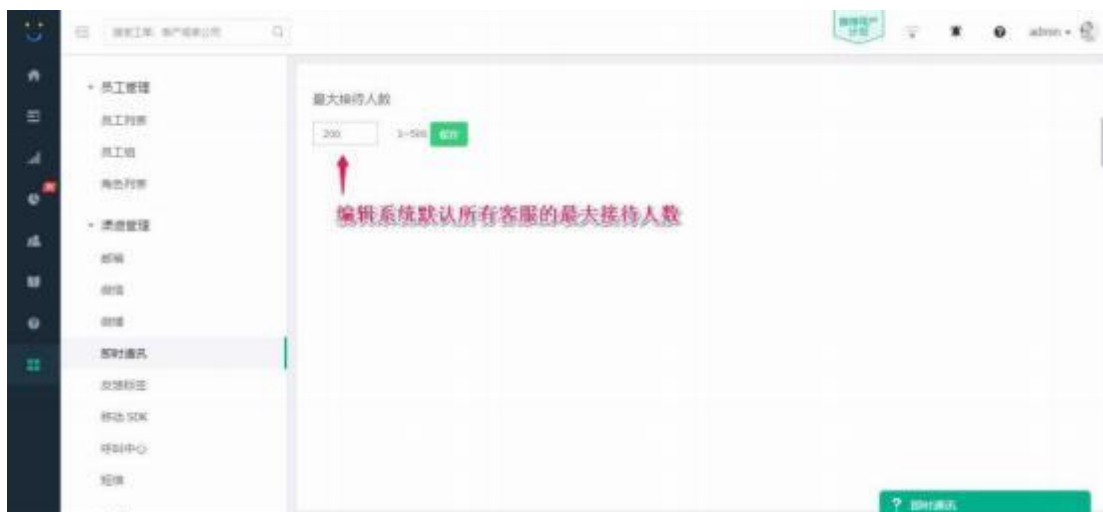 admin
员工管理
员工列表
员工组
角色列表
渠道管理
邮箱
微信
微博
即时通讯
反馈标签
移动 SDK
呼叫中心
短信
最大接待人数
200
1~500
编辑系统默认所有客服的最大接待人数
? 即时通讯